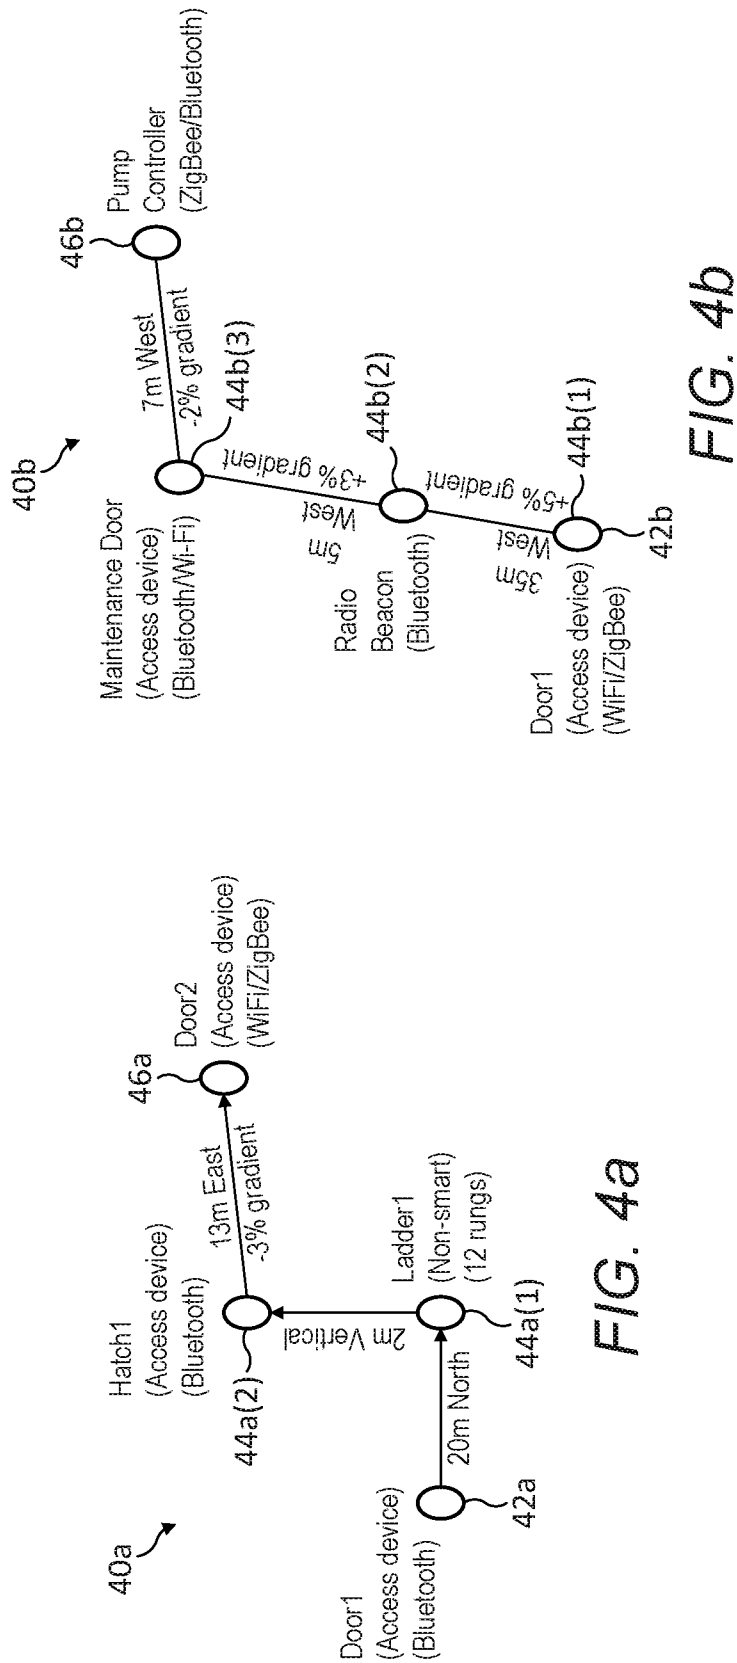 40a
Hatch1
(Access device)
(Bluetooth)
44a(2)
13m East
-3% gradient
46a
Door2
(Access device)
(WiFi/ZigBee)
2m Vertical
Door1
(Access device)
(Bluetooth)
42a
20m North
Ladder1
(Non-smart)
(12 rungs)
44a(1)
FIG. 4a
40b
Maintenance Door
(Access device)
(Bluetooth/Wi-Fi)
44b(3)
7m West
-2% gradient
46b
Pump
Controller
(ZigBee/Bluetooth)
5m
West
+3% gradient
Radio
Beacon
(Bluetooth)
44b(2)
35m
West
+5% gradient
Door1
(Access device)
(WiFi/ZigBee)
42b
44b(1)
FIG. 4b